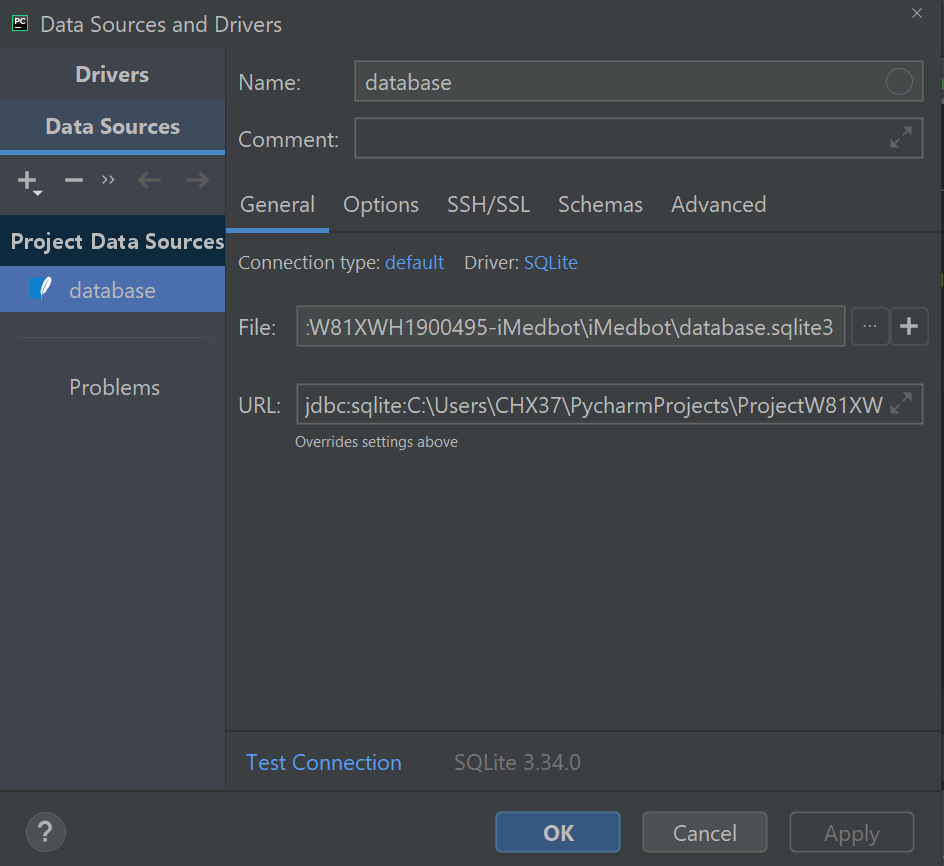 PC Data Sources and Drivers
Drivers
Data Sources
Project Data Sources
database
Problems
Name: database
Comment:
General Options SSH/SSL Schemas Advanced
Connection type: default Driver: SQLite
File: :W81XWH1900495-iMedbot\iMedbot\database.sqlite3 ... +
URL: jdbc:sqlite:C:\Users\CHX37\PycharmProjects\ProjectW81XW
Overrides settings above
Test Connection SQLite 3.34.0
? OK Cancel Apply